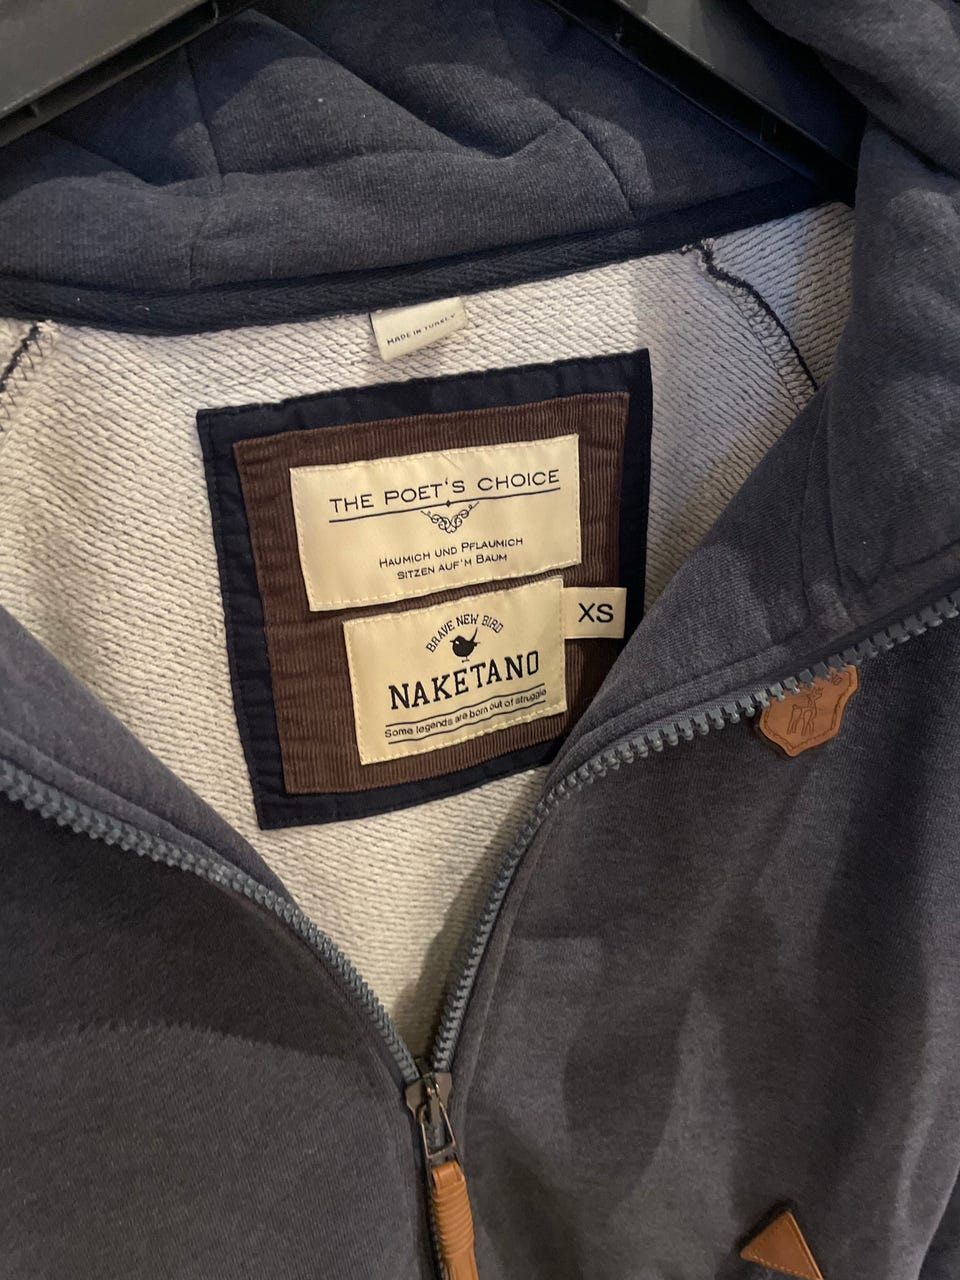 MADE IN TURKEY
THE POET'S CHOICE
HAUMICH UND PFLAUMICH
SITZEN AUF'M BAUM
XS
BRAVE NEW BIRD
NAKETANO
Some legends are born out of struggle